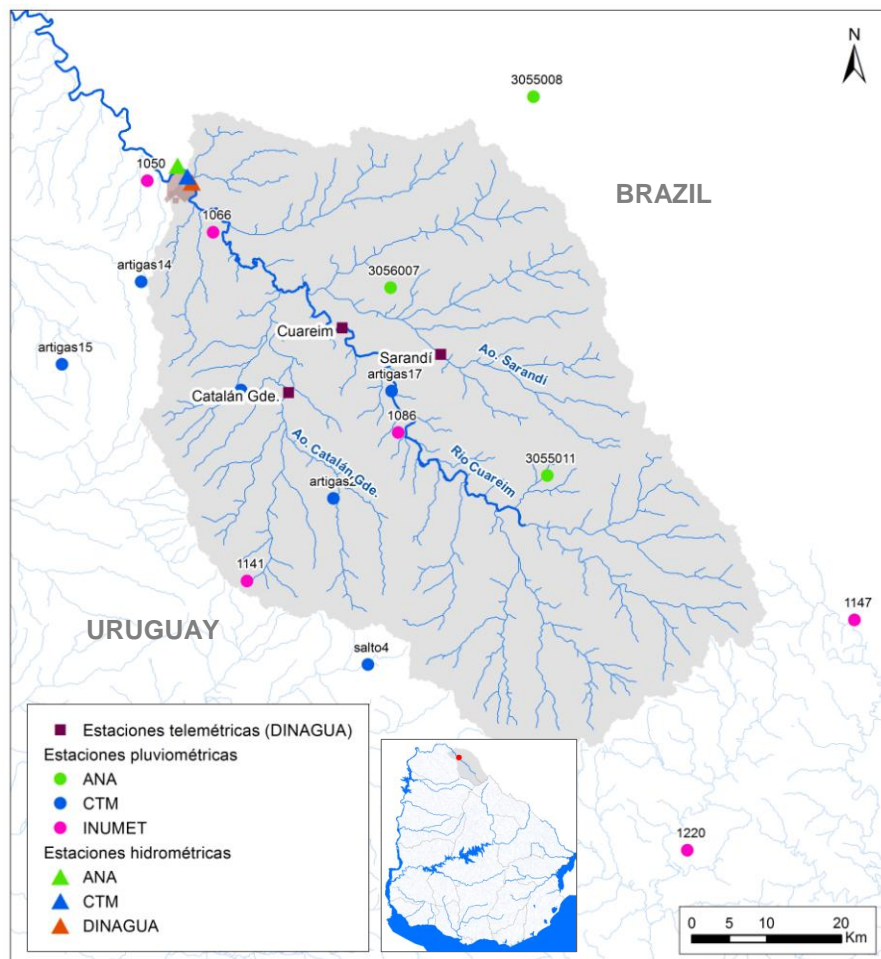 N
3055008
BRAZIL
1050
1066
artigas14
3056007
Cuareim
Sarandí
artigas15
artigas17
Ao. Sarandí
Catalán Gde.
1086
Ao. Catalán Gde.
Río Cuareim
3055011
artigas2
1141
1147
URUGUAY
salto4
1220
Estaciones telemétricas (DINAGUA)
Estaciones pluviométricas
ANA
CTM
INUMET
Estaciones hidrométricas
ANA
CTM
DINAGUA
0 5 10 20
Km